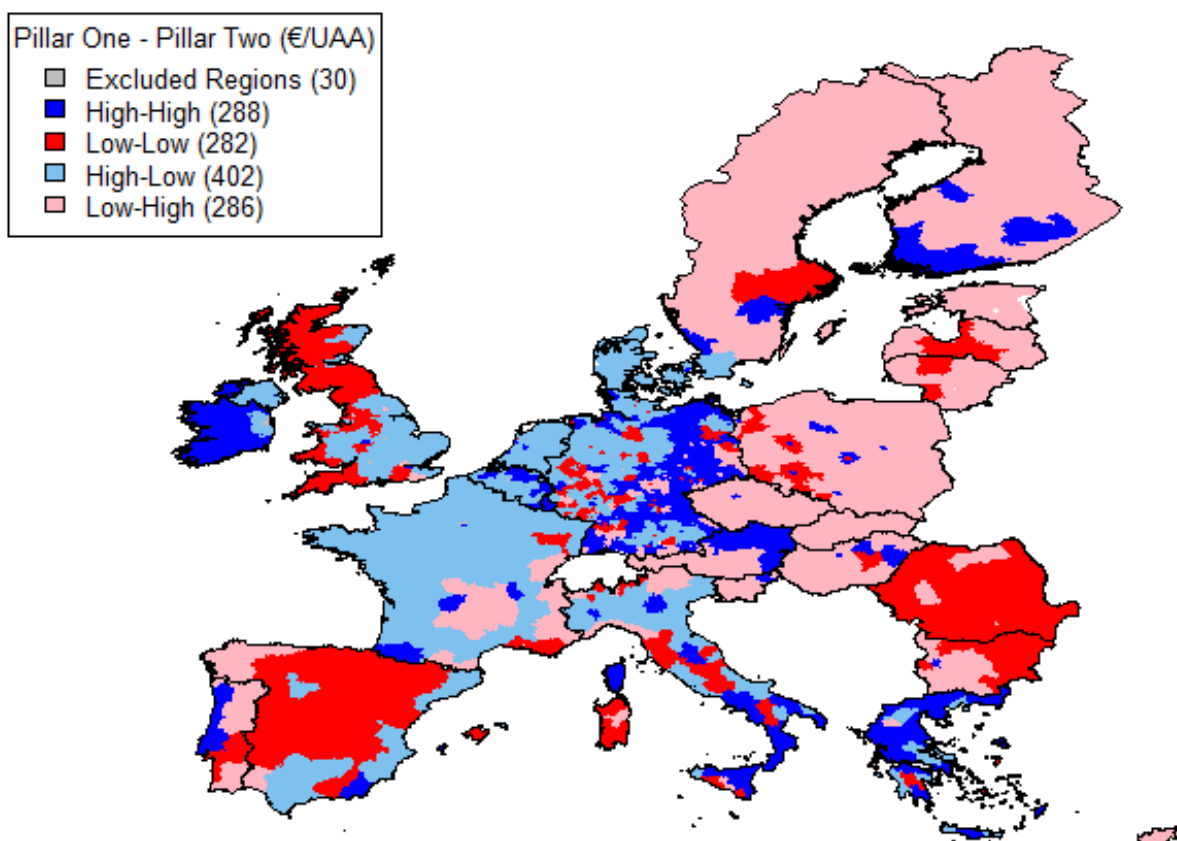 Pillar One - Pillar Two (€/UAA)
Excluded Regions (30)
High-High (288)
Low-Low (282)
High-Low (402)
Low-High (286)